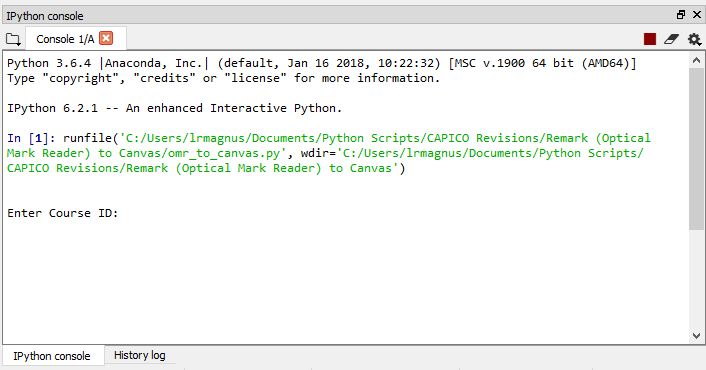 IPython console
Console 1/A
Python 3.6.4 |Anaconda, Inc.| (default, Jan 16 2018, 10:22:32) [MSC v.1900 64 bit (AMD64)]
Type "copyright", "credits" or "license" for more information.
IPython 6.2.1 -- An enhanced Interactive Python.
In [1]: runfile('C:/Users/lrmagnus/Documents/Python Scripts/CAPICO Revisions/Remark (Optical
Mark Reader) to Canvas/omr_to_canvas.py', wdir='C:/Users/lrmagnus/Documents/Python Scripts/
CAPICO Revisions/Remark (Optical Mark Reader) to Canvas')
Enter Course ID:
IPython console History log